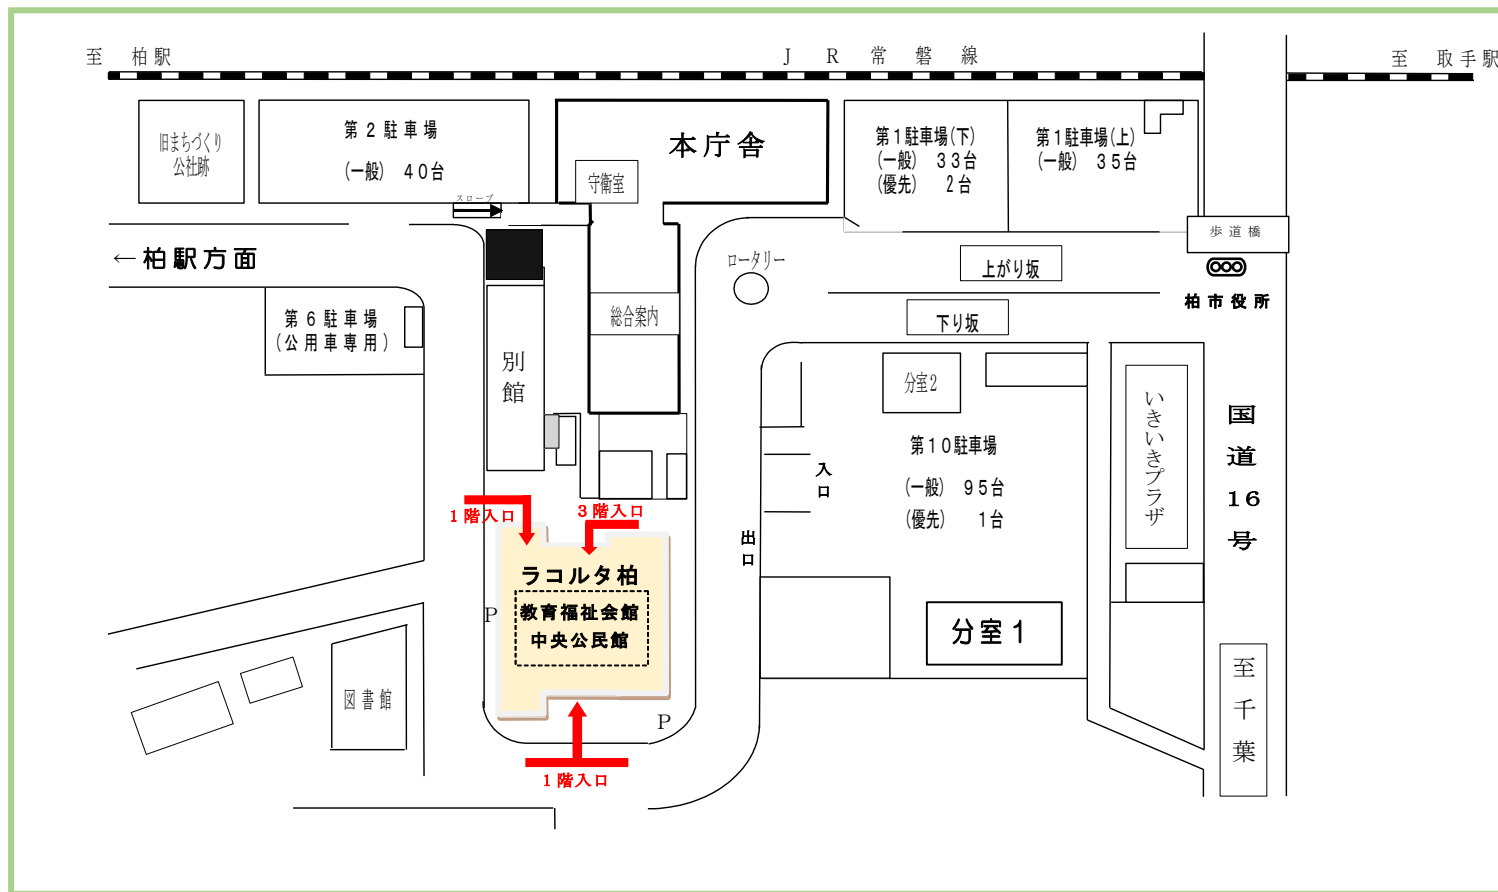 至 柏駅
JR常磐線
至 取手駅
旧まちづくり
公社跡
第2駐車場
(一般) 40台
本庁舎
守衛室
第1駐車場(下)
(一般) 33台
(優先) 2台
第1駐車場(上)
(一般) 35台
スロープ
歩道橋
←柏駅方面
ロータリー
上がり坂
柏市役所
第6駐車場
(公用車専用)
総合案内
下り坂
別館
分室2
いきいきプラザ
国道16号
第10駐車場
(一般) 95台
(優先) 1台
入口
出口
1階入口
3階入口
ラコルタ柏
教育福祉会館
中央公民館
P
分室1
図書館
P
至千葉
1階入口